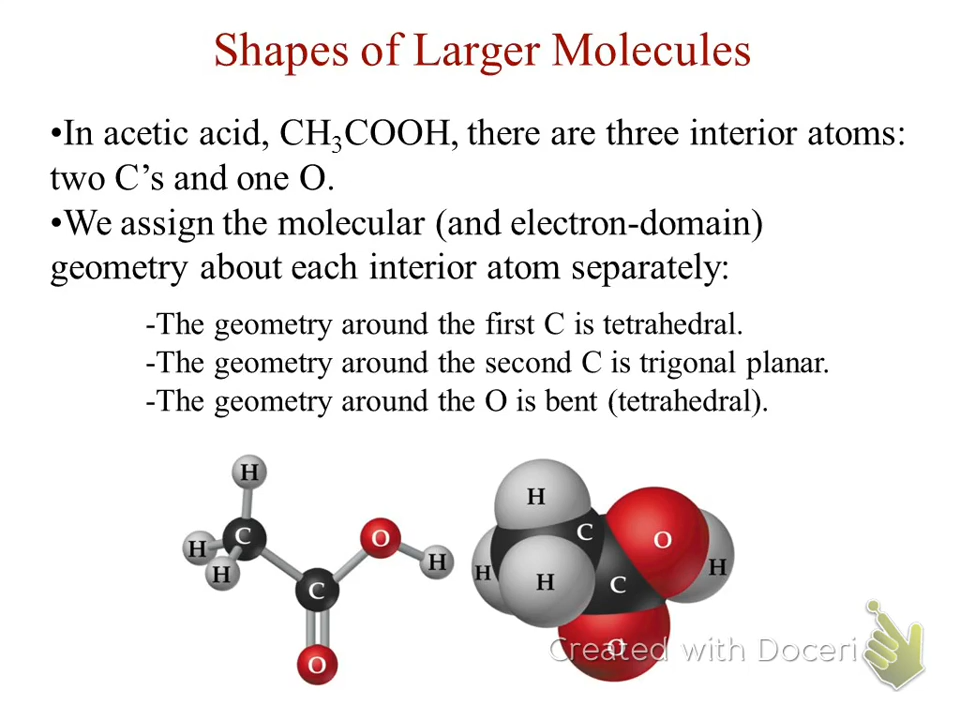 Shapes of Larger Molecules
•In acetic acid, CH₃COOH, there are three interior atoms:
two C’s and one O.
•We assign the molecular (and electron-domain)
geometry about each interior atom separately:
-The geometry around the first C is tetrahedral.
-The geometry around the second C is trigonal planar.
-The geometry around the O is bent (tetrahedral).
H
C
H
H
O
H
C
O
H
C
O
H
H
H
C
O
Created with Doceri